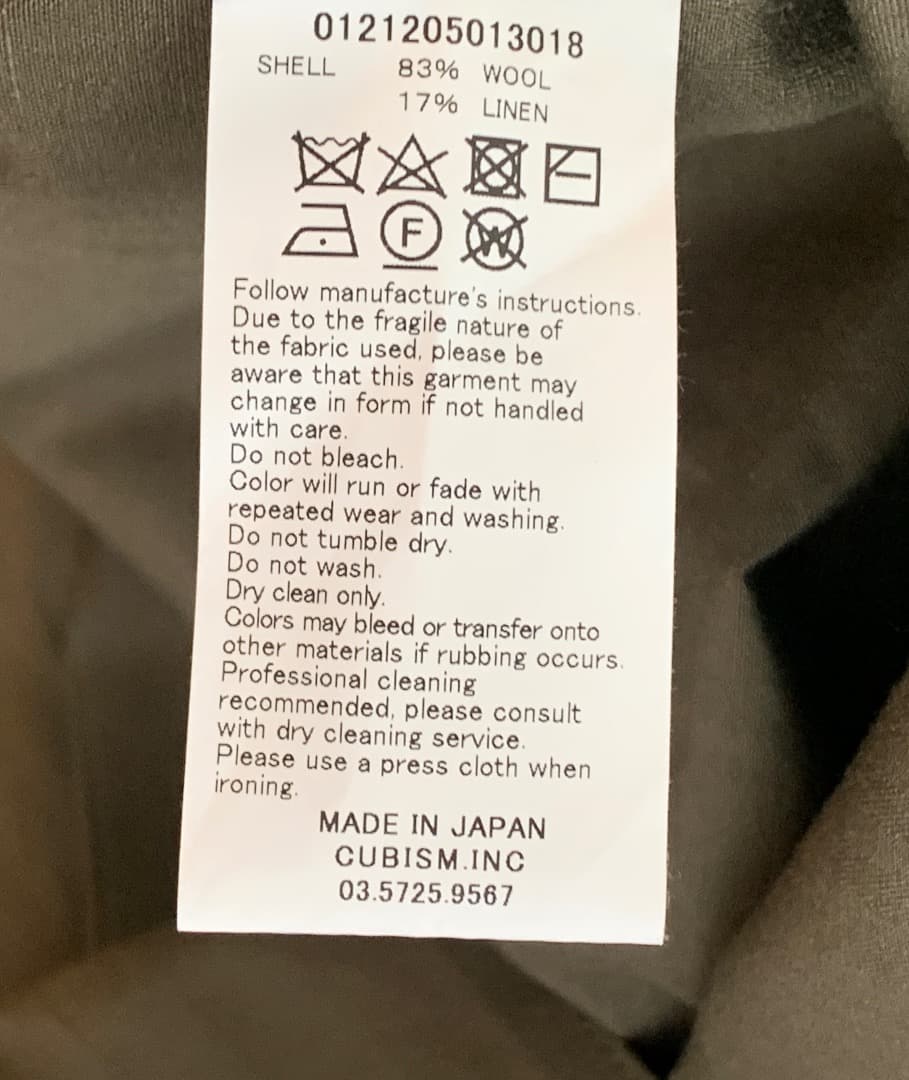 0121205013018
SHELL 83% WOOL
17% LINEN
F W
Follow manufacture's instructions.
Due to the fragile nature of
the fabric used, please be
aware that this garment may
change in form if not handled
with care.
Do not bleach.
Color will run or fade with
repeated wear and washing.
Do not tumble dry.
Do not wash.
Dry clean only.
Colors may bleed or transfer onto
other materials if rubbing occurs.
Professional cleaning
recommended, please consult
with dry cleaning service.
Please use a press cloth when
ironing.
MADE IN JAPAN
CUBISM.INC
03.5725.9567